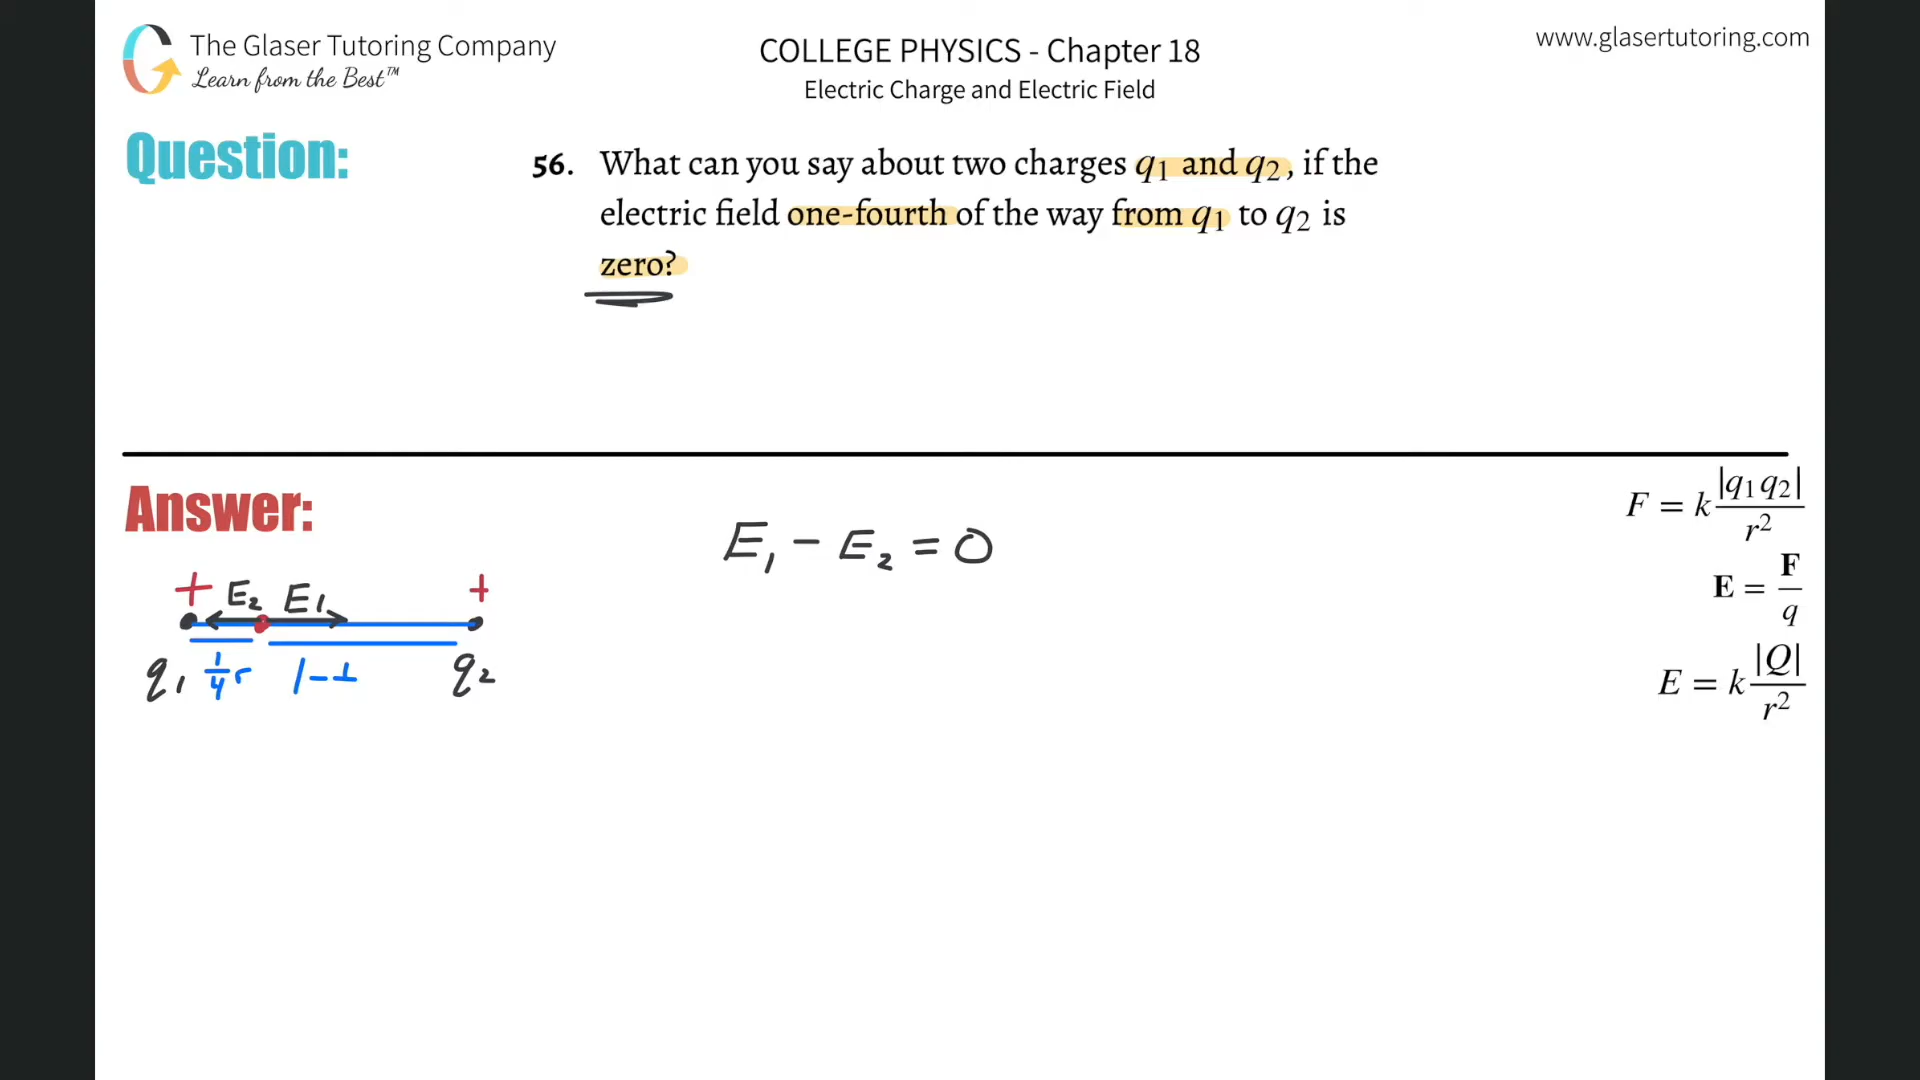 The Glaser Tutoring Company
Learn from the Best™
COLLEGE PHYSICS - Chapter 18
Electric Charge and Electric Field
www.glasertutoring.com
Question:
56. What can you say about two charges q₁ and q₂, if the
electric field one-fourth of the way from q₁ to q₂ is
zero?
Answer:
E₁ - E₂ = 0
+ E₂ E₁ +
q₁ 1/4 r 1-1 q₂
F = k |q₁q₂| / r²
E = F / q
E = k |Q| / r²